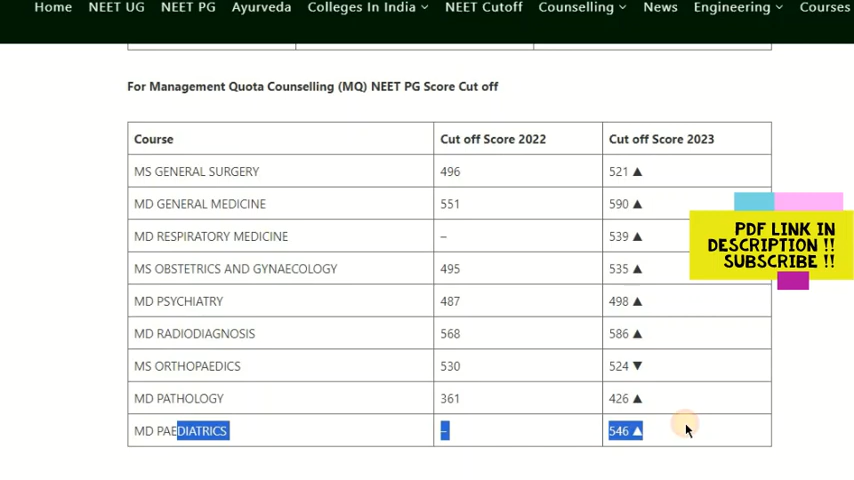 Home NEET UG NEET PG Ayurveda Colleges In India NEET Cutoff Counselling News Engineering Courses
For Management Quota Counselling (MQ) NEET PG Score Cut off
Course Cut off Score 2022 Cut off Score 2023
MS GENERAL SURGERY 496 521 ▲
MD GENERAL MEDICINE 551 590 ▲
MD RESPIRATORY MEDICINE – 539 ▲
MS OBSTETRICS AND GYNAECOLOGY 495 535 ▲
MD PSYCHIATRY 487 498 ▲
MD RADIODIAGNOSIS 568 586 ▲
MS ORTHOPAEDICS 530 524 ▼
MD PATHOLOGY 361 426 ▲
MD PAEDIATRICS – 546 ▲
PDF LINK IN
DESCRIPTION !!
SUBSCRIBE !!